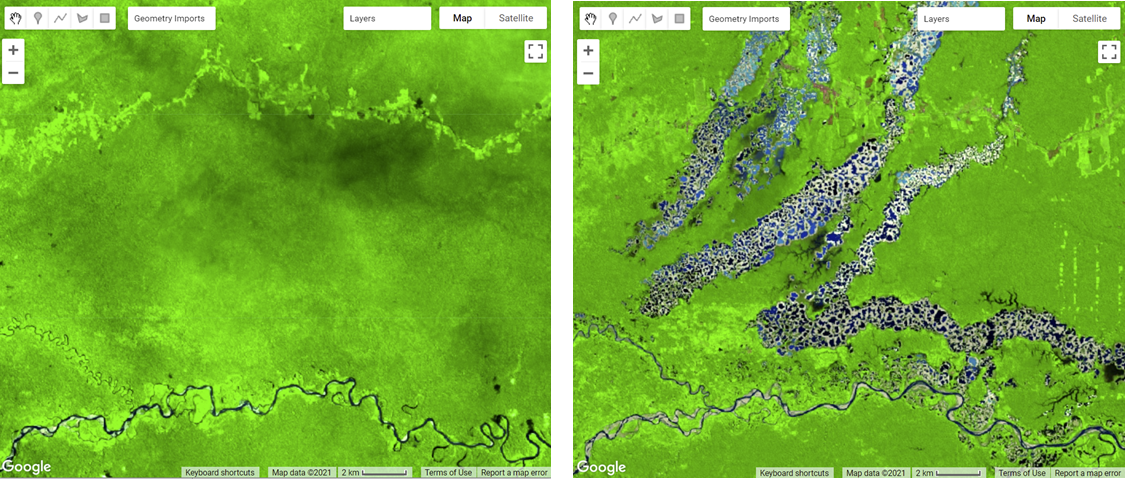 Geometry Imports
Layers
Map
Satellite
+
−
Google
Keyboard shortcuts
Map data ©2021
2 km
Terms of Use
Report a map error
Geometry Imports
Layers
Map
Satellite
+
−
Google
Keyboard shortcuts
Map data ©2021
2 km
Terms of Use
Report a map error